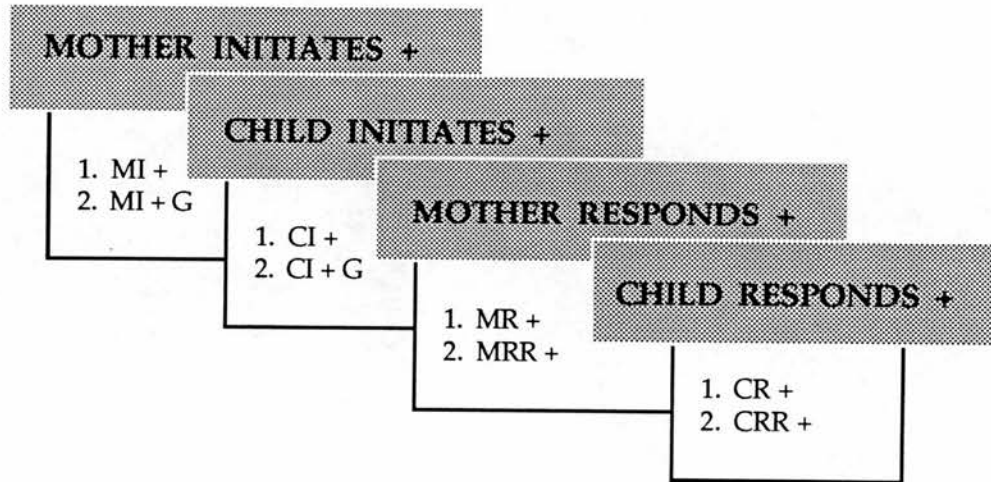 MOTHER INITIATES +
1. MI +
2. MI + G
CHILD INITIATES +
1. CI +
2. CI + G
MOTHER RESPONDS +
1. MR +
2. MRR +
CHILD RESPONDS +
1. CR +
2. CRR +